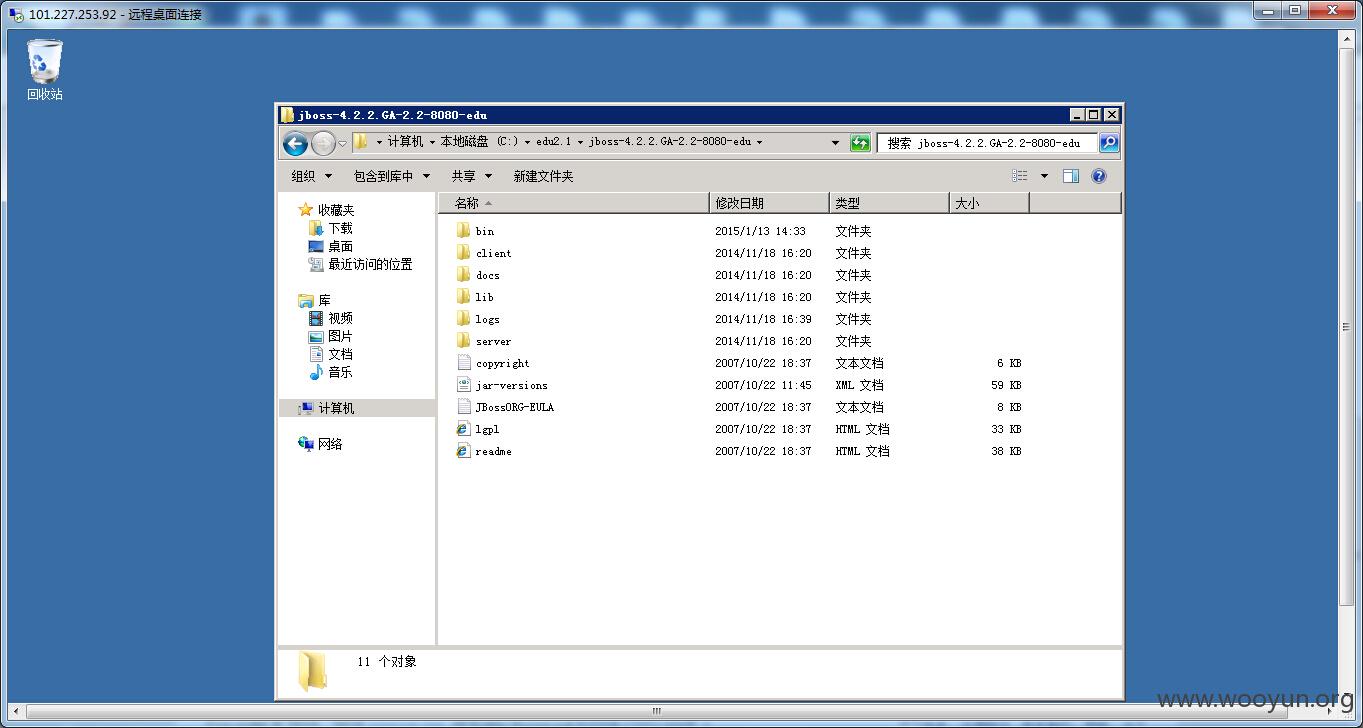 101.227.253.92 - 远程桌面连接
回收站
jboss-4.2.2.GA-2.2-8080-edu
计算机 本地磁盘 (C:) edu2.1 jboss-4.2.2.GA-2.2-8080-edu 搜索 jboss-4.2.2.GA-2.2-8080-edu
组织 包含到库中 共享 新建文件夹
收藏夹
下载
桌面
最近访问的位置
库
视频
图片
文档
音乐
计算机
网络
名称 修改日期 类型 大小
bin 2015/1/13 14:33 文件夹
client 2014/11/18 16:20 文件夹
docs 2014/11/18 16:20 文件夹
lib 2014/11/18 16:20 文件夹
logs 2014/11/18 16:39 文件夹
server 2014/11/18 16:20 文件夹
copyright 2007/10/22 18:37 文本文档 6 KB
jar-versions 2007/10/22 11:45 XML 文档 59 KB
JBossORG-EULA 2007/10/22 18:37 文本文档 8 KB
lgpl 2007/10/22 18:37 HTML 文档 33 KB
readme 2007/10/22 18:37 HTML 文档 38 KB
11 个对象
www.wooyun.org